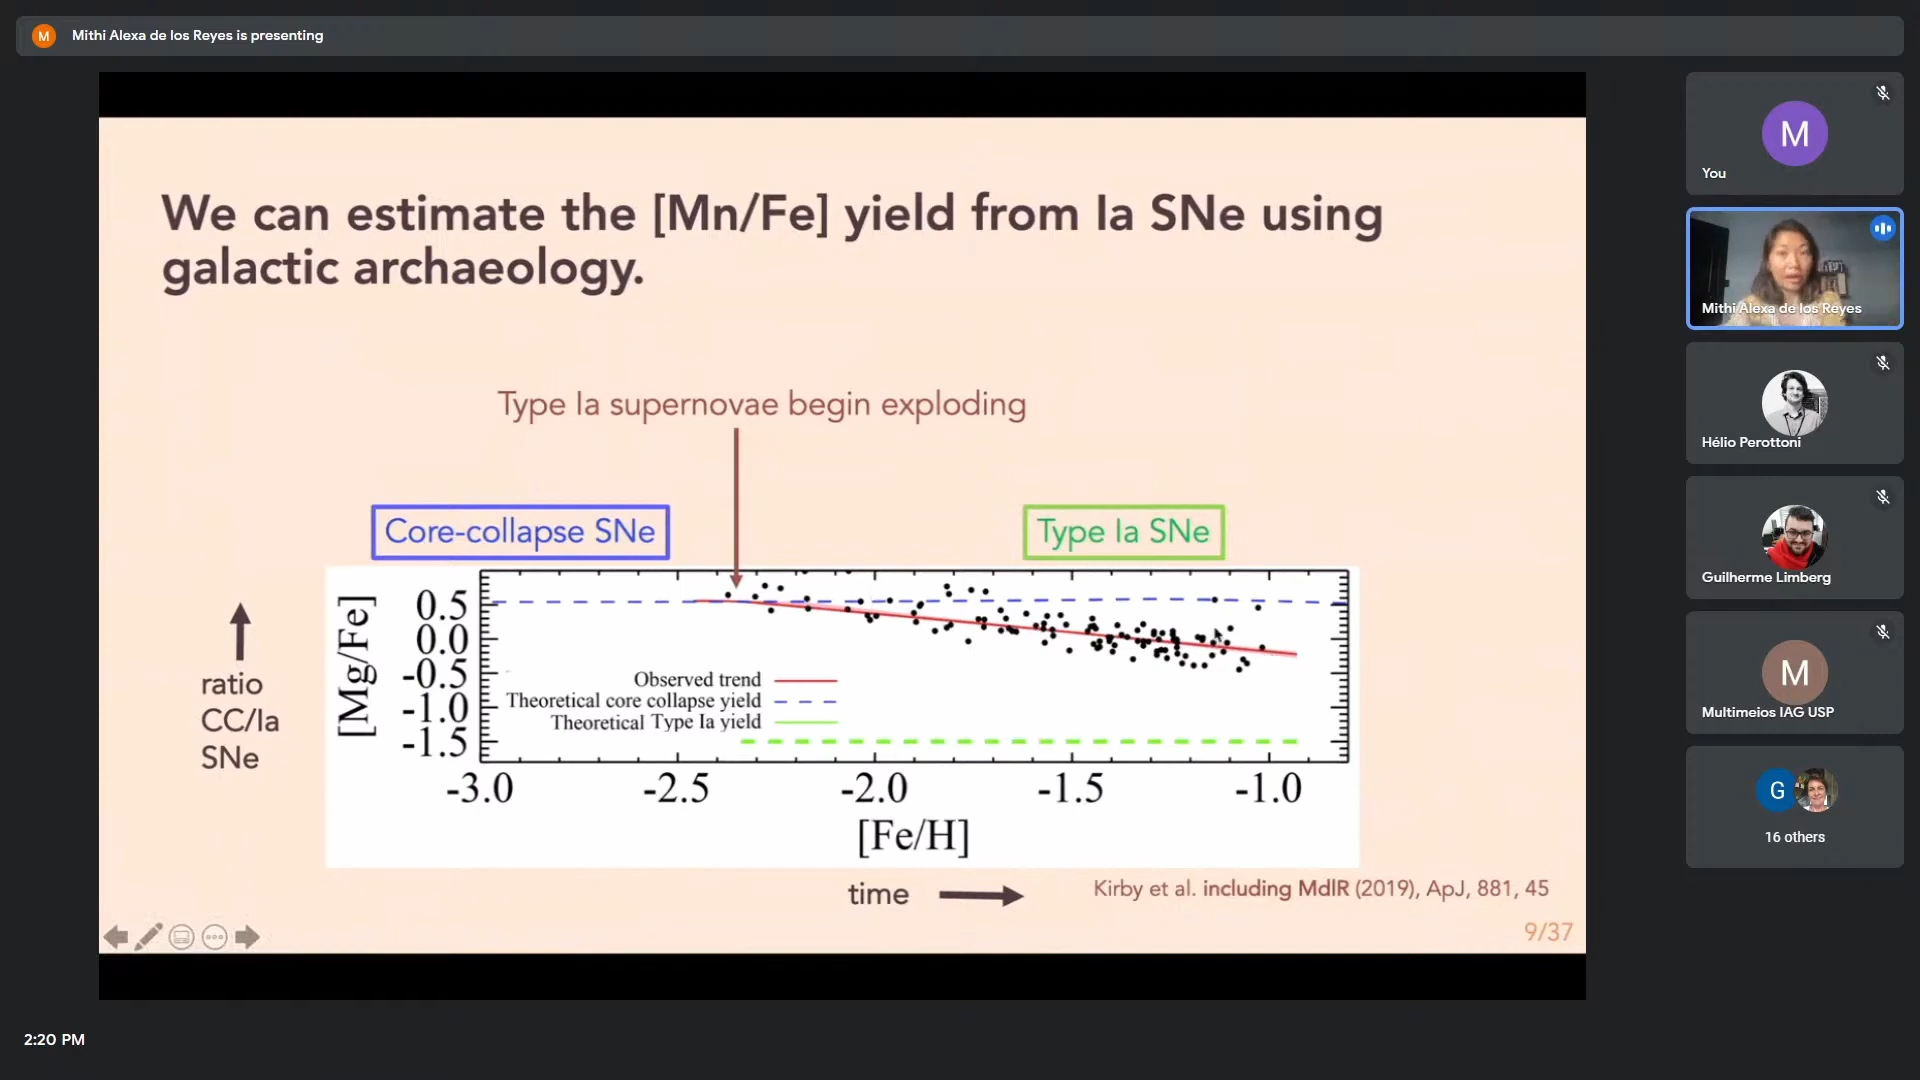 M
Mithi Alexa de los Reyes is presenting
We can estimate the [Mn/Fe] yield from Ia SNe using
galactic archaeology.
Type Ia supernovae begin exploding
Core-collapse SNe
Type Ia SNe
ratio
CC/Ia
SNe
[Mg/Fe]
0.5
0.0
-0.5
-1.0
-1.5
Observed trend
Theoretical core collapse yield
Theoretical Type Ia yield
-3.0 -2.5 -2.0 -1.5 -1.0
[Fe/H]
time
Kirby et al. including MdlR (2019), ApJ, 881, 45
9/37
M
You
Mithi Alexa de los Reyes
Hélio Perottoni
Guilherme Limberg
M
Multimeios IAG USP
G
16 others
2:20 PM